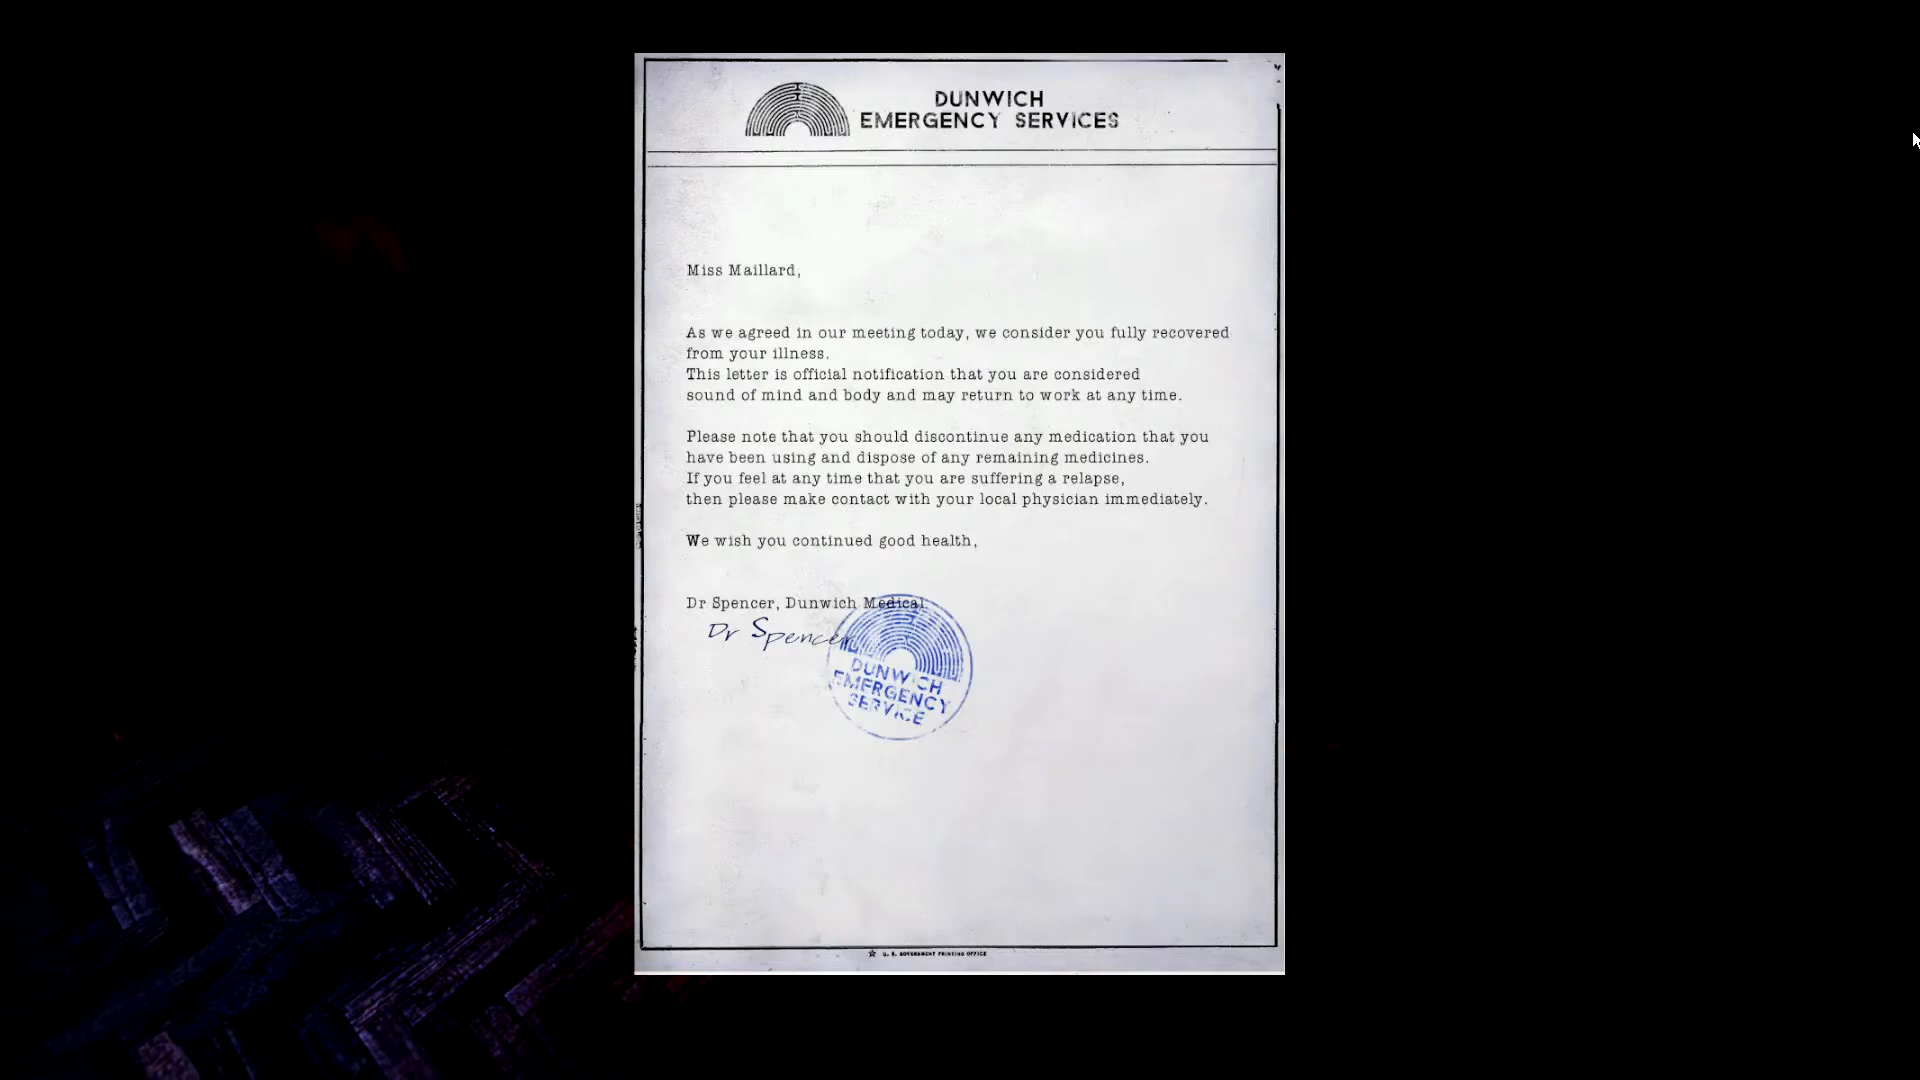 DUNWICH
EMERGENCY SERVICES
Miss Maillard,
As we agreed in our meeting today, we consider you fully recovered
from your illness.
This letter is official notification that you are considered
sound of mind and body and may return to work at any time.
Please note that you should discontinue any medication that you
have been using and dispose of any remaining medicines.
If you feel at any time that you are suffering a relapse,
then please make contact with your local physician immediately.
We wish you continued good health,
Dr Spencer, Dunwich Medical
Dr Spencer
DUNWICH
EMERGENCY
SERVICE
U. S. GOVERNMENT PRINTING OFFICE